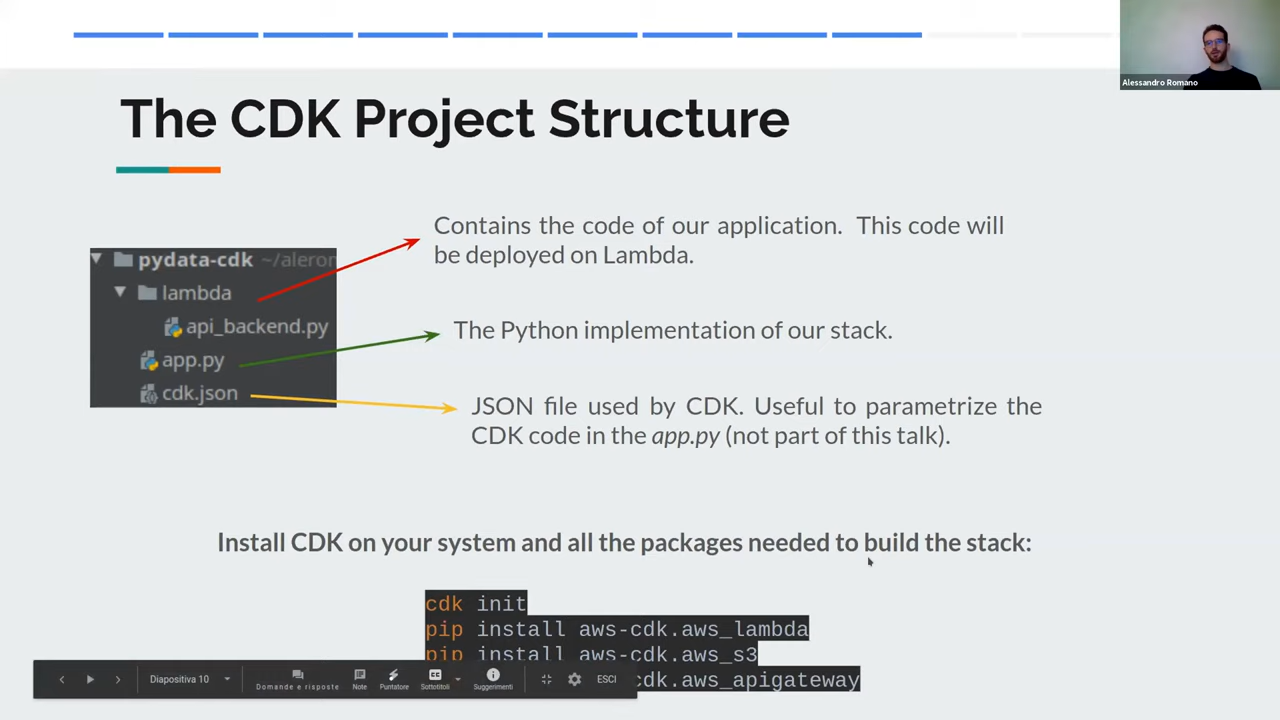 Alessandro Romano
The CDK Project Structure
Contains the code of our application. This code will
be deployed on Lambda.
pydata-cdk ~/aleron
lambda
api_backend.py
app.py
cdk.json
The Python implementation of our stack.
JSON file used by CDK. Useful to parametrize the
CDK code in the app.py (not part of this talk).
Install CDK on your system and all the packages needed to build the stack:
cdk init
pip install aws-cdk.aws_lambda
pip install aws-cdk.aws_s3
cdk.aws_apigateway
Diapositiva 10
Domande e risposte
Note
Puntatore
CC
Sottotitoli
Suggerimenti
ESCI